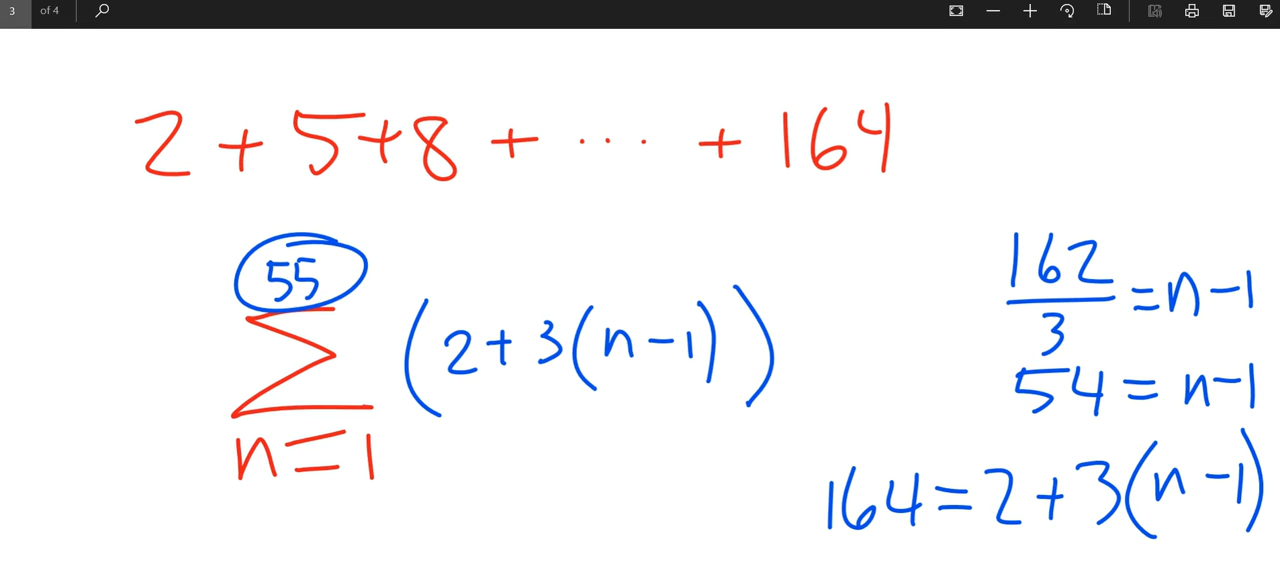 3 of 4
2 + 5 + 8 + ... + 164
55
∑ (2 + 3(n − 1))
n = 1
162/3 = n − 1
54 = n − 1
164 = 2 + 3(n − 1)